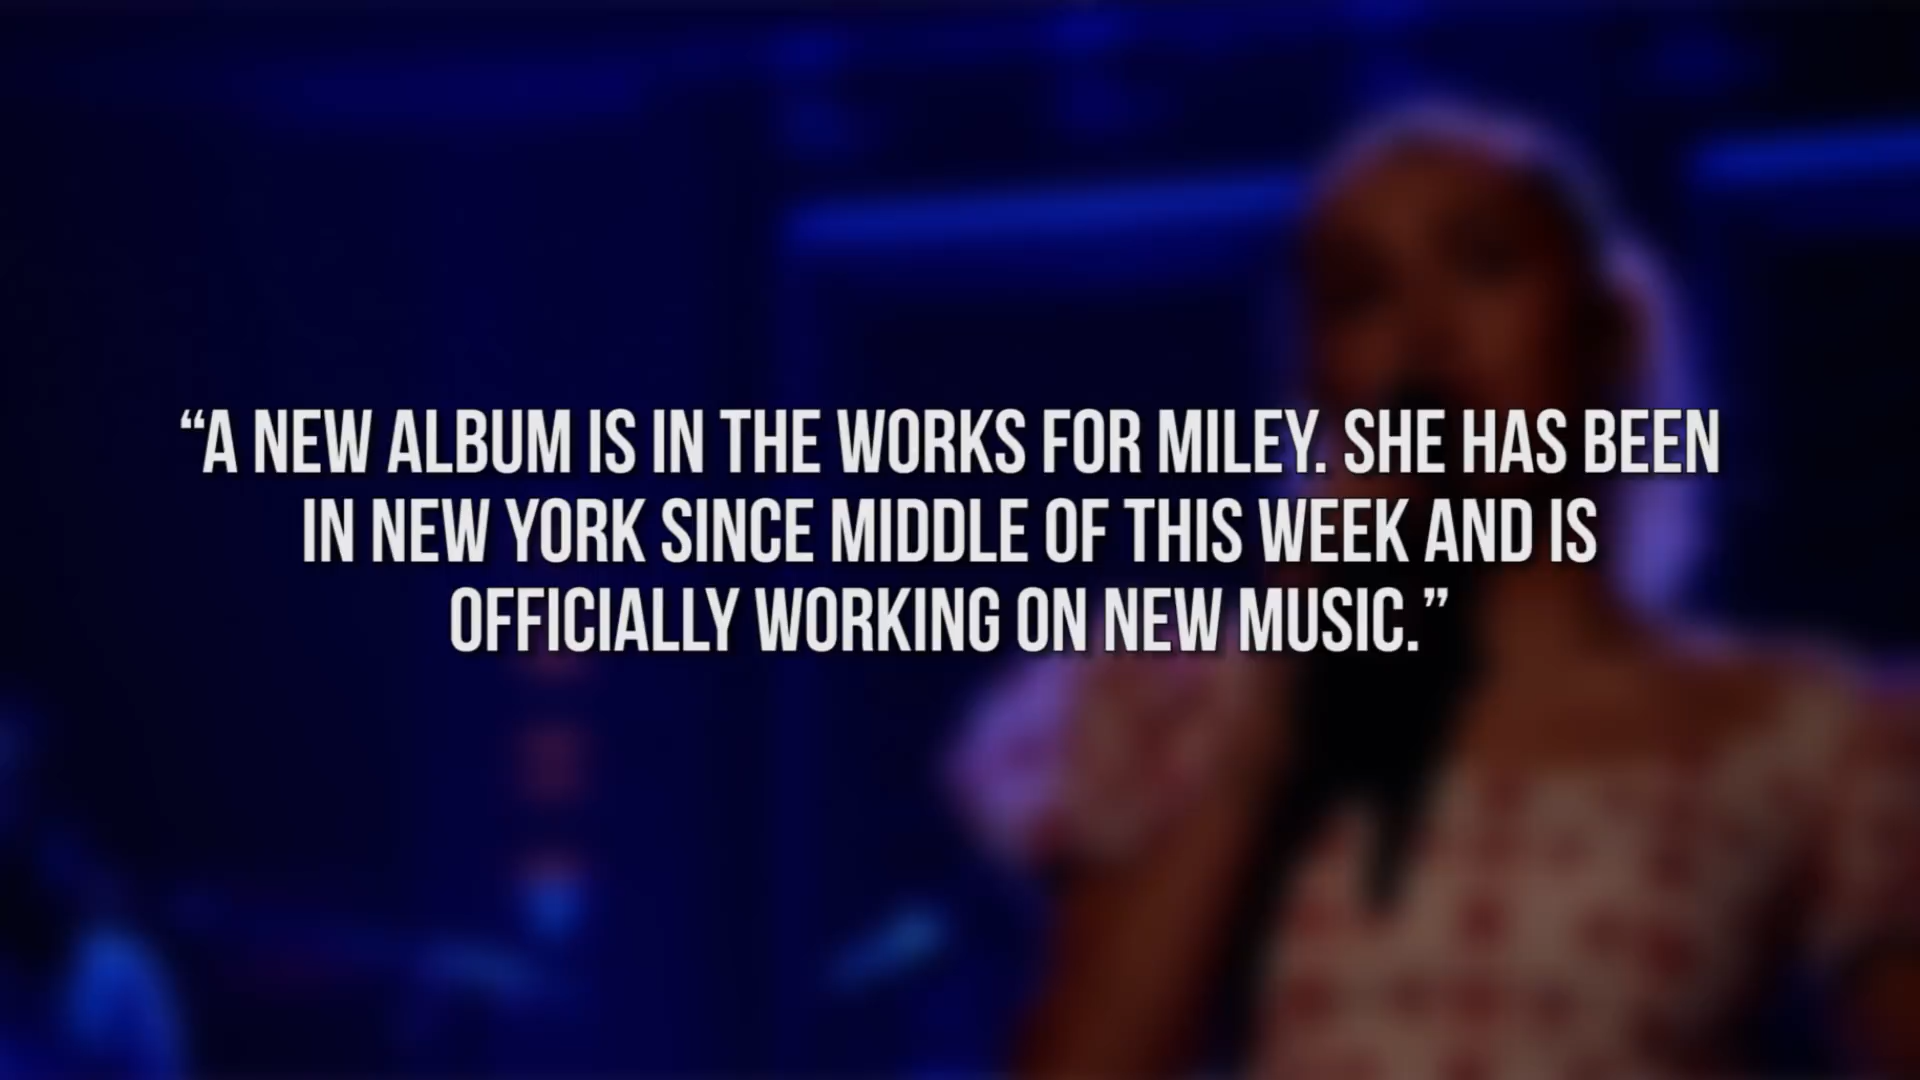 “A NEW ALBUM IS IN THE WORKS FOR MILEY. SHE HAS BEEN
IN NEW YORK SINCE MIDDLE OF THIS WEEK AND IS
OFFICIALLY WORKING ON NEW MUSIC.”